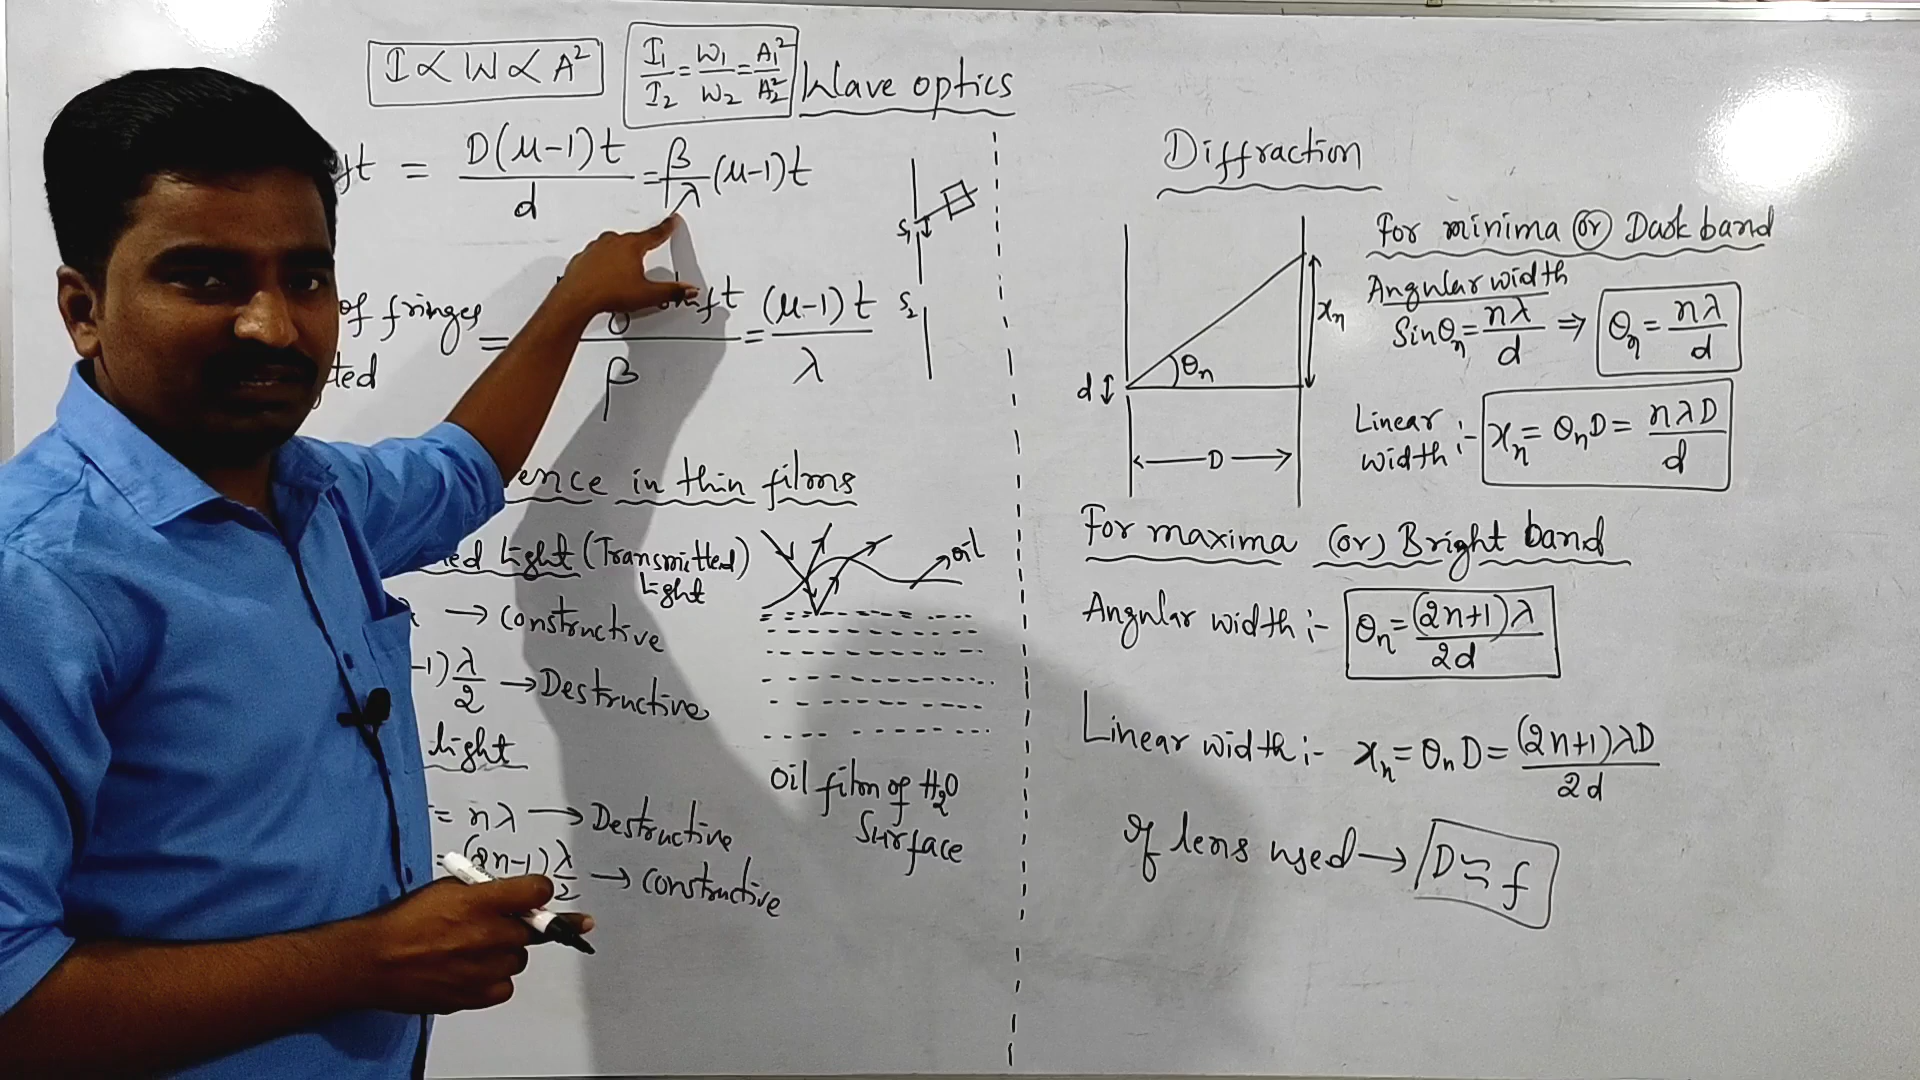 I ∝ W ∝ A²
I₁/I₂ = W₁/W₂ = A₁²/A₂²
Wave optics
= D(μ-1)t/d = β/λ (μ-1)t
S₁
of fringes = shift/β = (μ-1)t/λ
S₂
in thin films
Light (Transmitted) Light
oil
→ Constructive
-1)λ/2 → Destructive
light
= nλ → Destructive
= (2n-1)λ/2 → Constructive
Oil film of H₂O
Surface
Diffraction
For minima (or) Dark band
Angular width
Sinθₙ = nλ/d ⇒ θₙ = nλ/d
xₙ
θₙ
d
D
Linear width :- xₙ = θₙD = nλD/d
For maxima (or) Bright band
Angular width :- θₙ = (2n+1)λ/2d
Linear width :- xₙ = θₙD = (2n+1)λD/2d
If lens used → D ≃ f